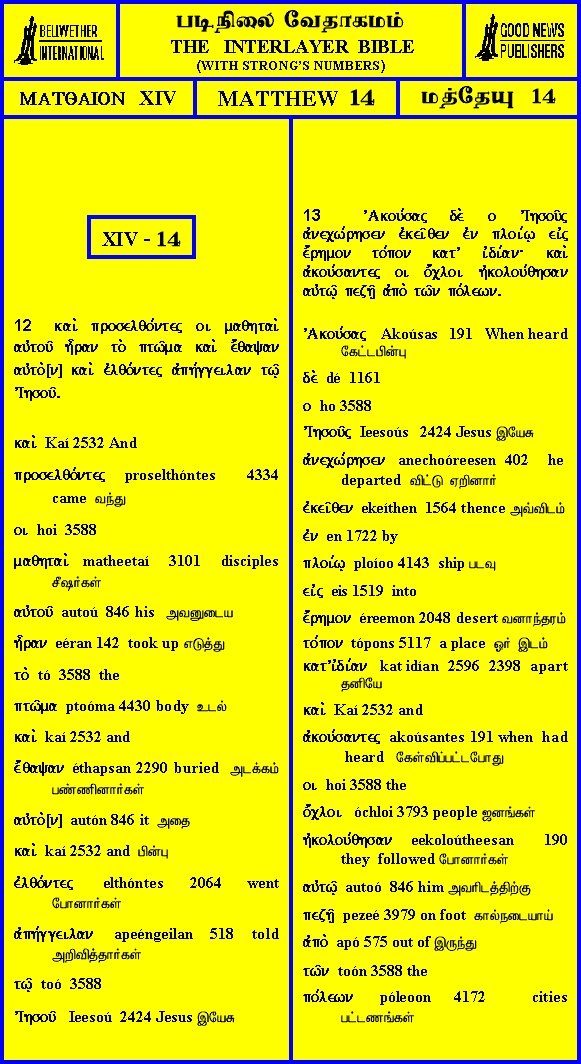 BELLWETHER
INTERNATIONAL
படிநிலை வேதாகமம்
THE INTERLAYER BIBLE
(WITH STRONG'S NUMBERS)
GOOD NEWS
PUBLISHERS
ΜΑΤΘΑΙΟΝ XIV
MATTHEW 14
மத்தேயு 14
XIV - 14
12 καὶ προσελθόντες οι μαθηταὶ
αὐτοῦ ἦραν τὸ πτῶμα καὶ ἔθαψαν
αὐτὸ[ν] καὶ ἐλθόντες ἀπήγγειλαν τῷ
Ἰησοῦ.
καὶ Kaí 2532 And
προσελθόντες proselthóntes 4334
came வந்து
οι hoi 3588
μαθηταὶ matheetaí 3101 disciples
சீஷர்கள்
αὐτοῦ autoú 846 his அவனுடைய
ἦραν eéran 142 took up எடுத்து
τὸ tó 3588 the
πτῶμα ptoóma 4430 body உடல்
καὶ kaí 2532 and
ἔθαψαν éthapsan 2290 buried அடக்கம்
பண்ணினார்கள்
αὐτὸ[ν] autón 846 it அதை
καὶ kaí 2532 and பின்பு
ἐλθόντες elthóntes 2064 went
போனார்கள்
ἀπήγγειλαν apeéngeilan 518 told
அறிவித்தார்கள்
τῷ toó 3588
Ἰησοῦ Ieesoú 2424 Jesus இயேசு
13 Ἀκούσας δὲ ο Ἰησοῦς
ἀνεχώρησεν ἐκεῖθεν ἐν πλοίῳ εἰς
ἔρημον τόπον κατ' ἰδίαν· καὶ
ἀκούσαντες οι ὄχλοι ἠκολούθησαν
αὐτῷ πεζῇ ἀπὸ τῶν πόλεων.
Ἀκούσας Akoúsas 191 When heard
கேட்டபின்பு
δὲ dé 1161
ο ho 3588
Ἰησοῦς Ieesoús 2424 Jesus இயேசு
ἀνεχώρησεν anechoóreesen 402 he
departed விட்டு ஏறினார்
ἐκεῖθεν ekeíthen 1564 thence அவ்விடம்
ἐν en 1722 by
πλοίῳ ploíoo 4143 ship படவு
εἰς eis 1519 into
ἔρημον éreemon 2048 desert வனாந்தரம்
τόπον tópons 5117 a place ஓர் இடம்
κατ'ἰδίαν kat idían 2596 2398 apart
தனியே
καὶ Kaí 2532 and
ἀκούσαντες akoúsantes 191 when had
heard கேள்விப்பட்டபோது
οι hoi 3588 the
ὄχλοι óchloi 3793 people ஜனங்கள்
ἠκολούθησαν eekoloútheesan 190
they followed போனார்கள்
αὐτῷ autoó 846 him அவரிடத்திற்கு
πεζῇ pezeé 3979 on foot கால்நடையாய்
ἀπὸ apó 575 out of இருந்து
τῶν toón 3588 the
πόλεων póleoon 4172 cities
பட்டணங்கள்